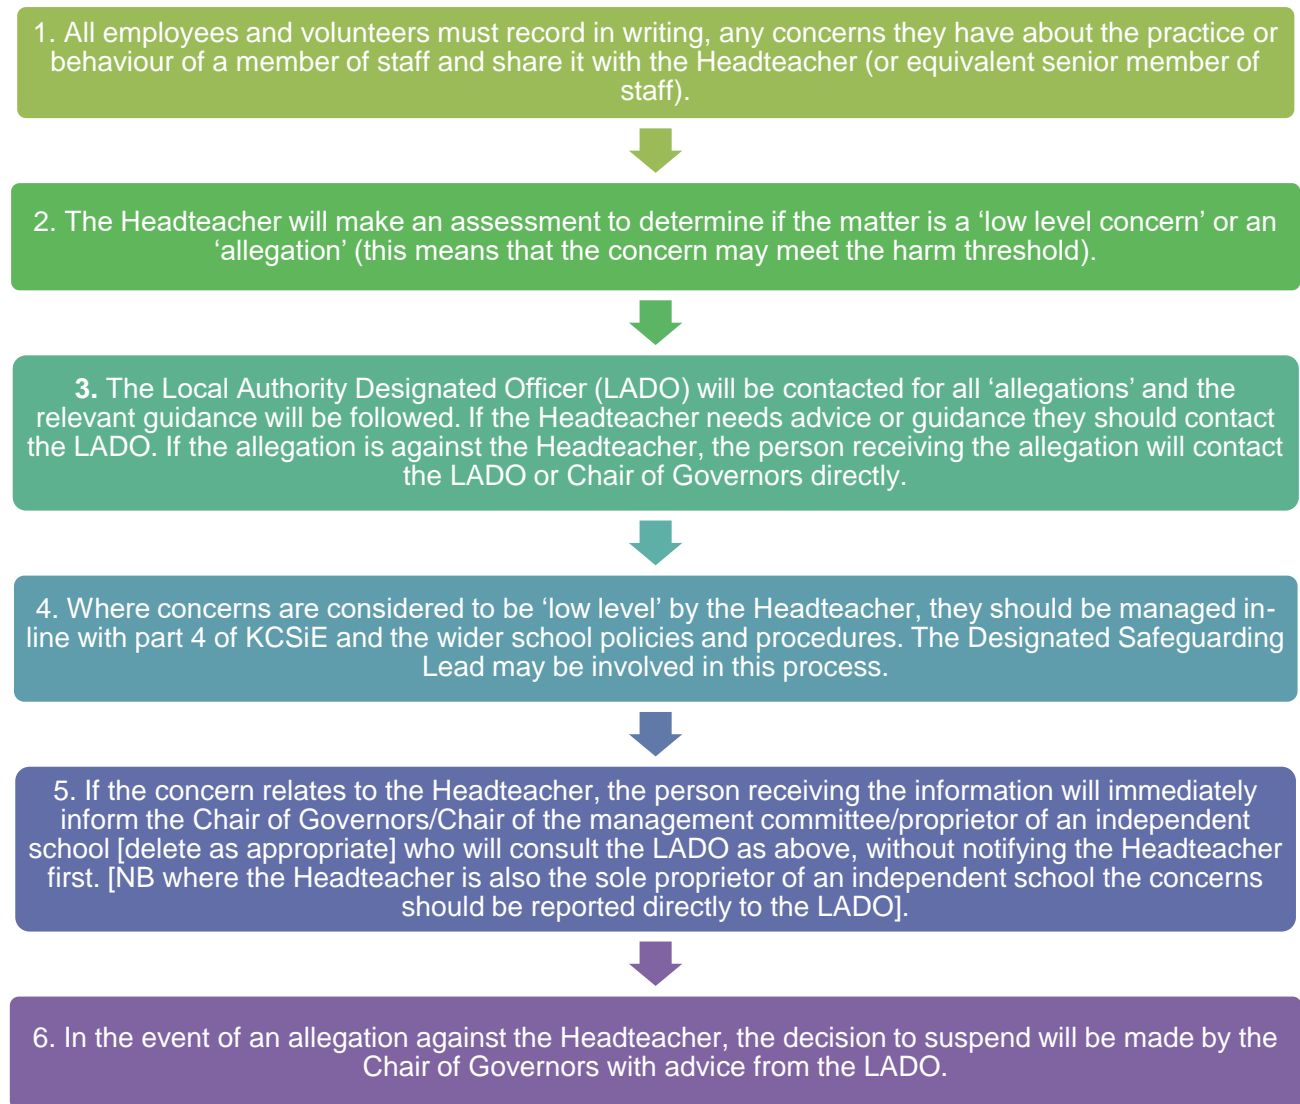 1. All employees and volunteers must record in writing, any concerns they have about the practice or
behaviour of a member of staff and share it with the Headteacher (or equivalent senior member of
staff).
2. The Headteacher will make an assessment to determine if the matter is a ‘low level concern’ or an
‘allegation’ (this means that the concern may meet the harm threshold).
3. The Local Authority Designated Officer (LADO) will be contacted for all ‘allegations’ and the
relevant guidance will be followed. If the Headteacher needs advice or guidance they should contact
the LADO. If the allegation is against the Headteacher, the person receiving the allegation will contact
the LADO or Chair of Governors directly.
4. Where concerns are considered to be ‘low level’ by the Headteacher, they should be managed in-
line with part 4 of KCSiE and the wider school policies and procedures. The Designated Safeguarding
Lead may be involved in this process.
5. If the concern relates to the Headteacher, the person receiving the information will immediately
inform the Chair of Governors/Chair of the management committee/proprietor of an independent
school [delete as appropriate] who will consult the LADO as above, without notifying the Headteacher
first. [NB where the Headteacher is also the sole proprietor of an independent school the concerns
should be reported directly to the LADO].
6. In the event of an allegation against the Headteacher, the decision to suspend will be made by the
Chair of Governors with advice from the LADO.